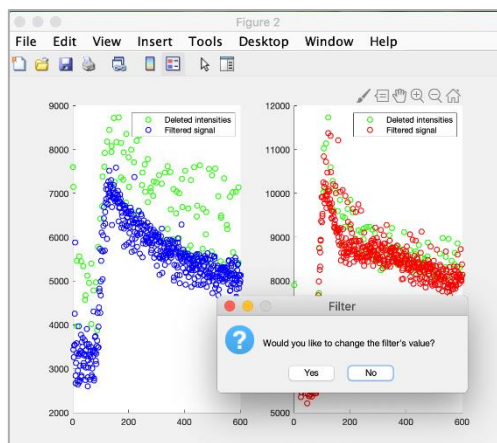 Figure 2
File Edit View Insert Tools Desktop Window Help
9000
8000
7000
6000
5000
4000
3000
2000
0 200 400 600
Deleted intensities
Filtered signal
12000
11000
10000
9000
8000
7
5000
0 200 400 600
Deleted intensities
Filtered signal
Filter
Would you like to change the filter's value?
Yes No